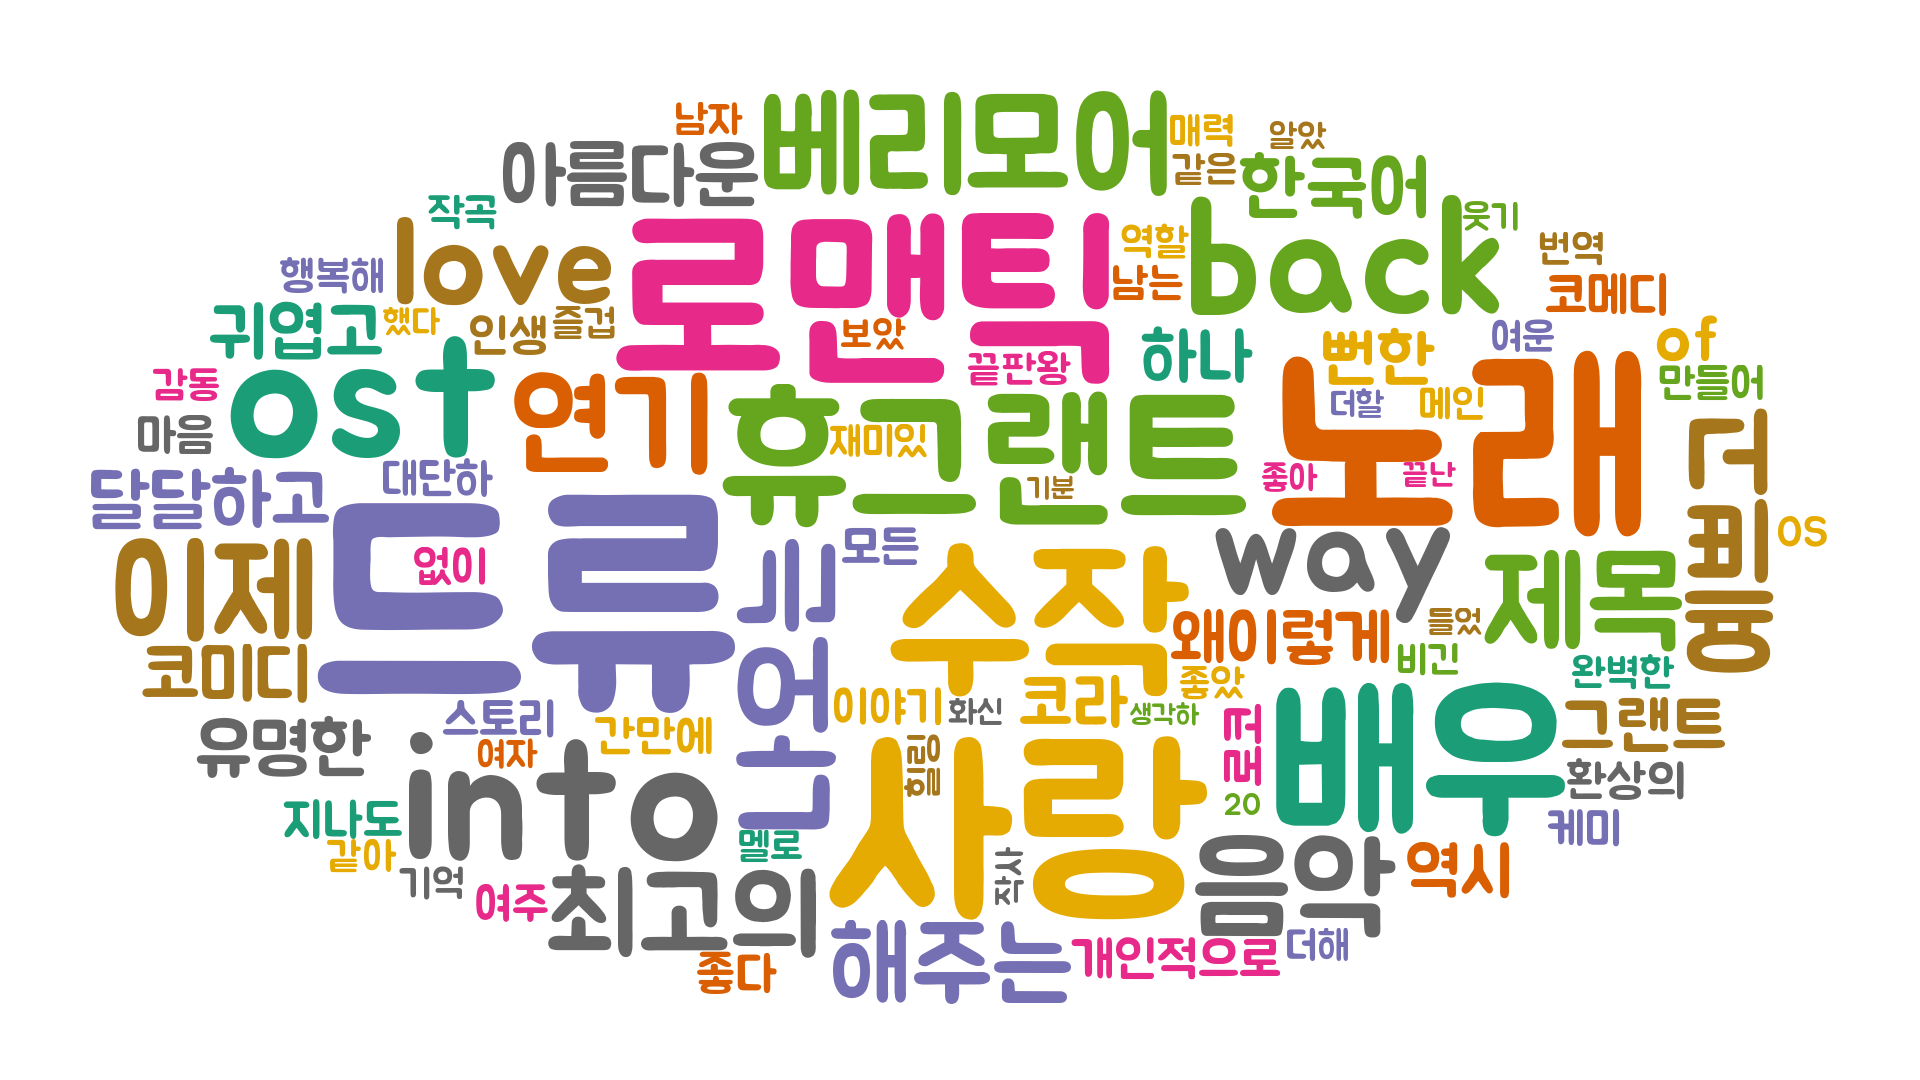 남자
베리모어
매력
알았
아름다운
같은
한국어
작곡
love
로맨틱
역할
back
웃기
번역
행복해
남는
코메디
귀엽고
했다
인생
즐겁
보았
끝판왕
하나
뻔한
여운
of
감동
ost
연기
휴그랜트
노래
더할
메인
만들어
마음
재미있
더빙
달달하고
대단하
기분
좋아
끝난
이제
없이
드류
느낌
모든
수작
way
제목
os
코미디
왜이렇게
들었
비긴
완벽한
유명한
스토리
여자
간만에
이야기
화신
코라
생각하
좋았
로코
20
배우
그랜트
환상의
케미
지나도
같아
into
멜로
힐링
사랑
음악
역시
기억
여주
최고의
작사
좋다
해주는
개인적으로
더해